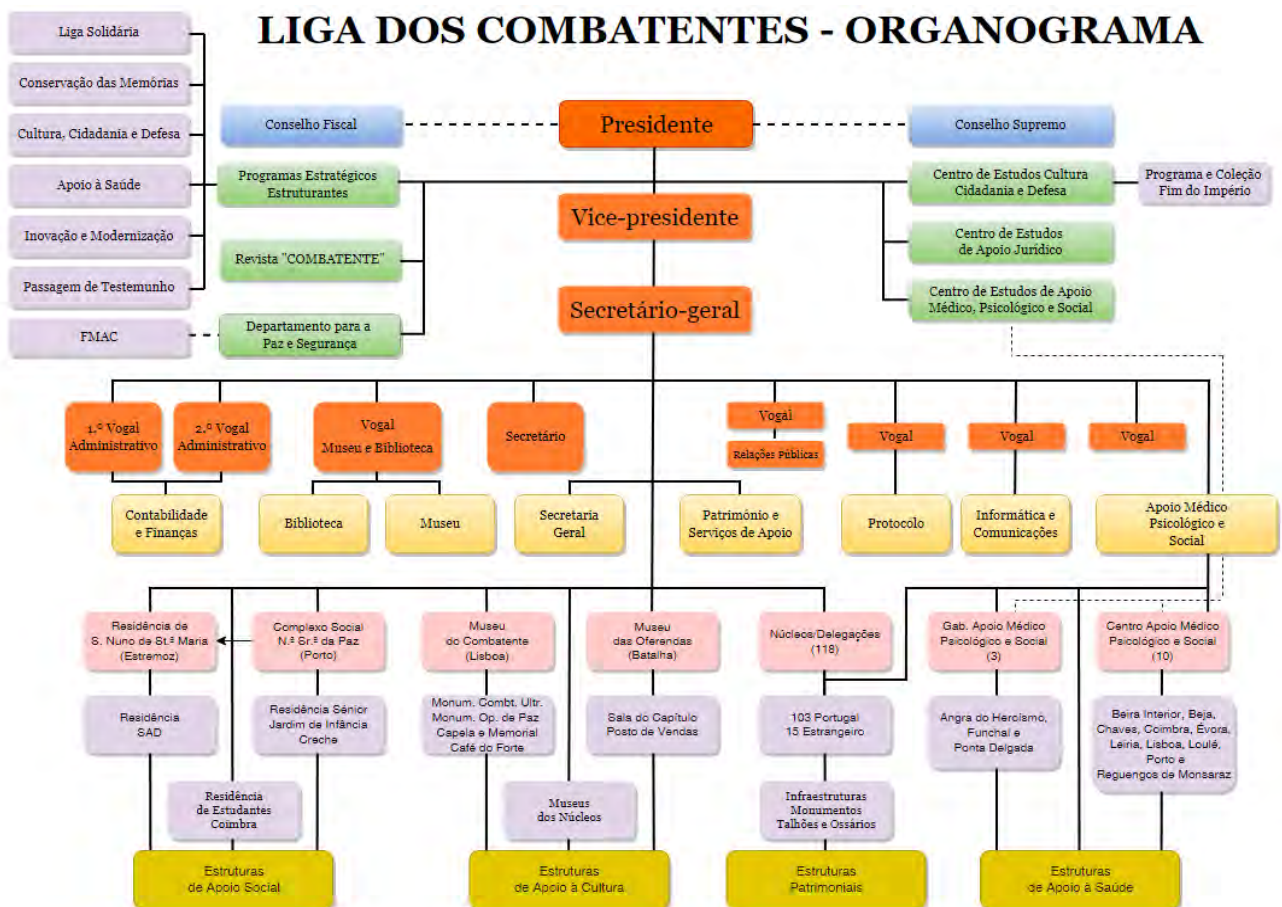 LIGA DOS COMBATENTES - ORGANOGRAMA
Liga Solidária
Conservação das Memórias
Cultura, Cidadania e Defesa
Apoio à Saúde
Inovação e Modernização
Passagem de Testemunho
FMAC
Conselho Fiscal
Presidente
Conselho Supremo
Programas Estratégicos
Estruturantes
Revista "COMBATENTE"
Departamento para a
Paz e Segurança
Vice-presidente
Secretário-geral
Centro de Estudos Cultura
Cidadania e Defesa
Programa e Coleção
Fim do Império
Centro de Estudos
de Apoio Jurídico
Centro de Estudos de Apoio
Médico, Psicológico e Social
1.º Vogal
Administrativo
2.º Vogal
Administrativo
Vogal
Museu e Biblioteca
Secretário
Vogal
Relações Públicas
Vogal
Vogal
Vogal
Contabilidade
e Finanças
Biblioteca
Museu
Secretaria
Geral
Património e
Serviços de Apoio
Protocólo
Informática e
Comunicações
Apoio Médico
Psicológico e
Social
Residência de
S. Nuno de St.ª Maria
(Estremoz)
Complexo Social
N.ª Sr.ª da Paz
(Porto)
Museu
do Combatente
(Lisboa)
Museu
das Oferendas
(Batalha)
Núcleos/Delegações
(118)
Gab. Apoio Médico
Psicológico e Social
(3)
Centro Apoio Médico
Psicológico e Social
(10)
Residência
SAD
Residência Sénior
Jardim de Infância
Creche
Monum. Combt. Ultr.
Monum. Op. de Paz
Capela e Memorial
Café do Forte
Sala do Capítulo
Posto de Vendas
103 Portugal
15 Estrangeiro
Angra do Heroísmo,
Funchal e
Ponta Delgada
Beira Interior, Beja,
Chaves, Coimbra, Évora,
Leiria, Lisboa, Loulé,
Porto e
Reguengos de Monsaraz
Residência
de Estudantes
Coimbra
Museus
dos Núcleos
Infraestruturas
Monumentos
Talhões e Ossários
Estruturas
de Apoio Social
Estruturas
de Apoio à Cultura
Estruturas
Patrimoniais
Estruturas
de Apoio à Saúde